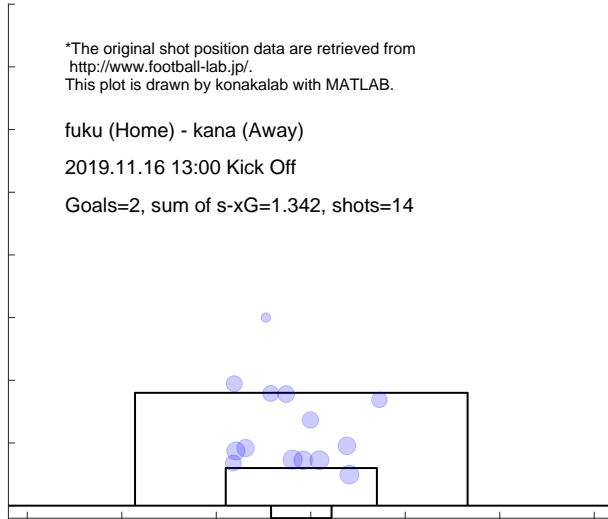 *The original shot position data are retrieved from
http://www.football-lab.jp/.
This plot is drawn by konakalab with MATLAB.
fuku (Home) - kana (Away)
2019.11.16 13:00 Kick Off
Goals=2, sum of s-xG=1.342, shots=14